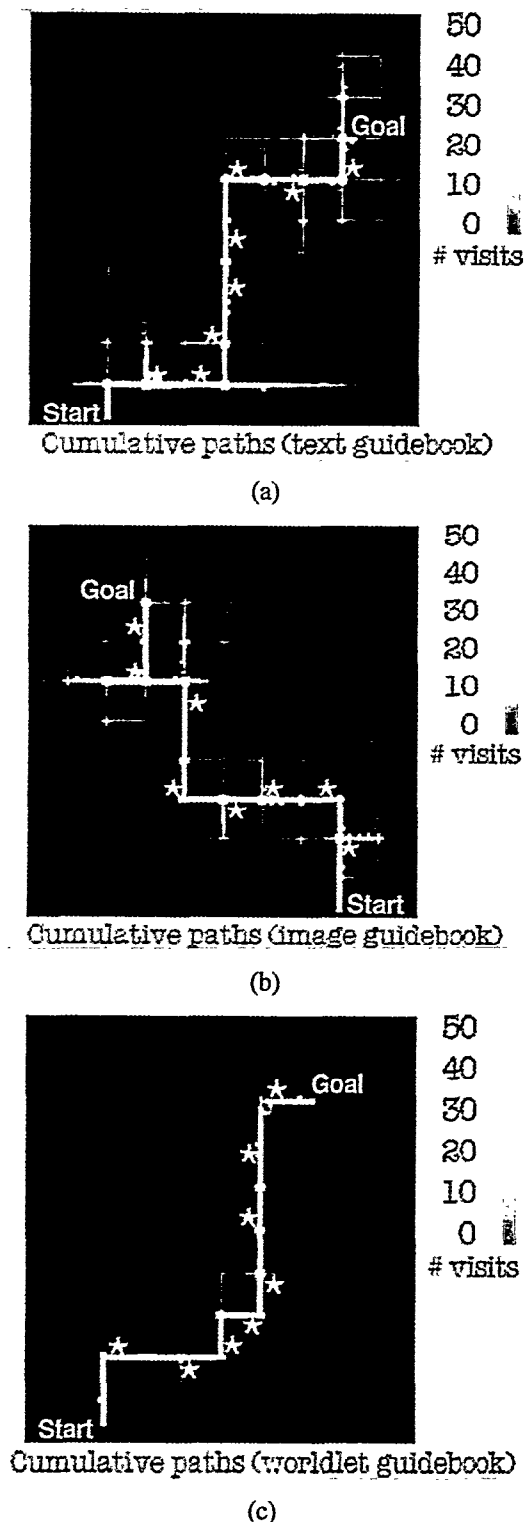 50
40
30
Goal
20
10
0
# visits
Start
Cumulative paths (text guidebook)
(a)
50
40
Goal
30
20
10
0
# visits
Start
Cumulative paths (image guidebook)
(b)
50
40
Goal
30
20
10
0
# visits
Start
Cumulative paths (worldlet guidebook)
(c)